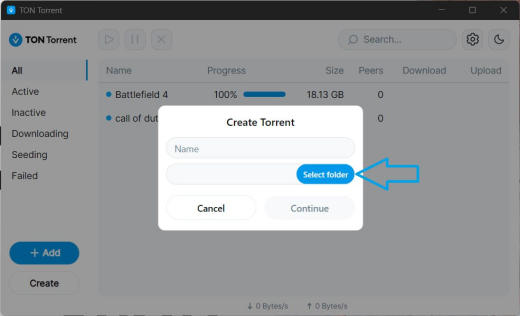 TON Torrent
TON Torrent
Search...
All
Active
Inactive
Downloading
Seeding
Failed
+ Add
Create
Name Progress Size Peers Download Upload
Battlefield 4 100% 18.13 GB 0
call of dut 0
Create Torrent
Name
Select folder
Cancel Continue
↓ 0 Bytes/s ↑ 0 Bytes/s